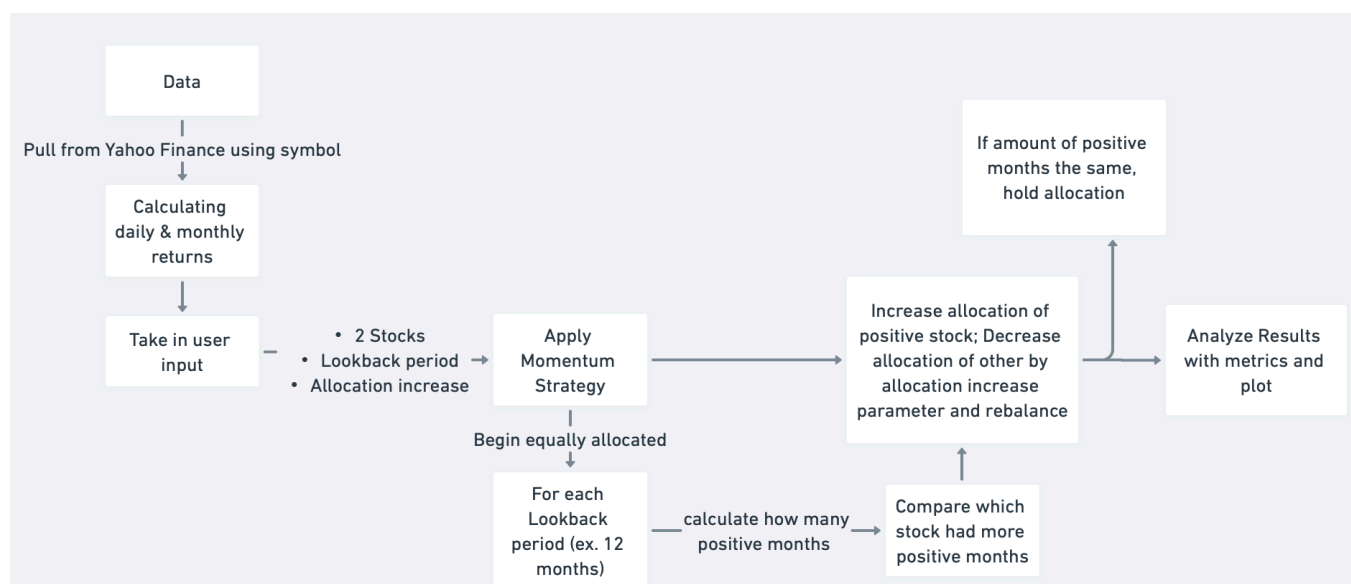 Data
Pull from Yahoo Finance using symbol
Calculating
daily & monthly
returns
Take in user
input
• 2 Stocks
• Lookback period
• Allocation increase
Apply
Momentum
Strategy
Begin equally allocated
For each
Lookback
period (ex. 12
months)
calculate how many
positive months
Compare which
stock had more
positive months
Increase allocation of
positive stock; Decrease
allocation of other by
allocation increase
parameter and rebalance
If amount of positive
months the same,
hold allocation
Analyze Results
with metrics and
plot